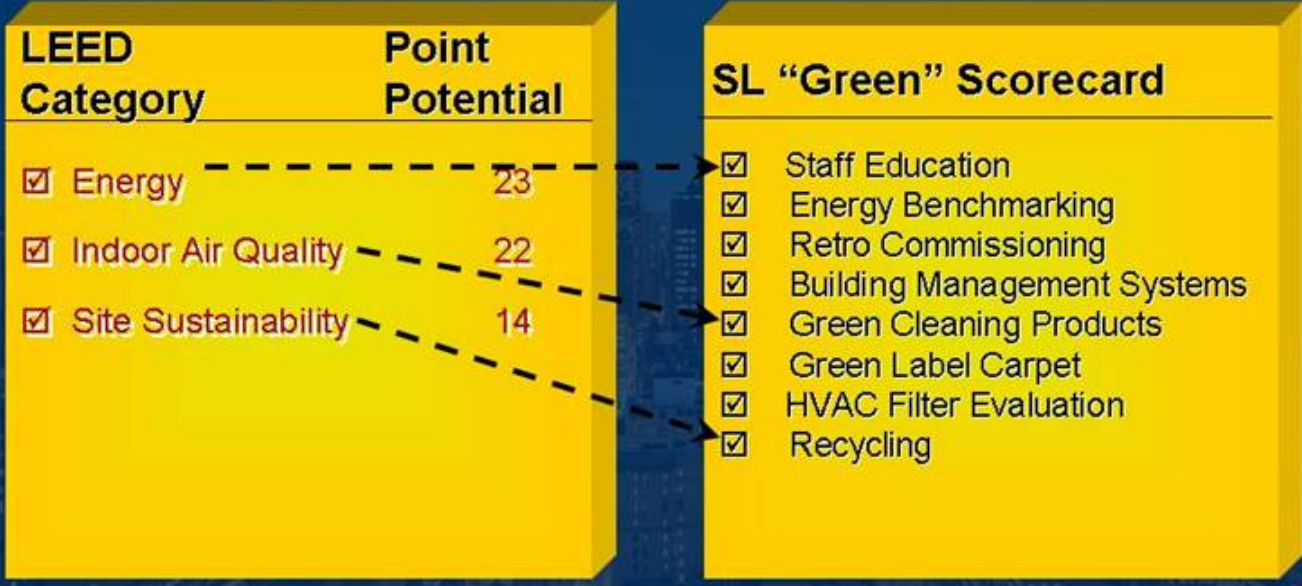 LEED Point
Category Potential
☑ Energy 23
☑ Indoor Air Quality 22
☑ Site Sustainability 14
SL “Green” Scorecard
☑ Staff Education
☑ Energy Benchmarking
☑ Retro Commissioning
☑ Building Management Systems
☑ Green Cleaning Products
☑ Green Label Carpet
☑ HVAC Filter Evaluation
☑ Recycling